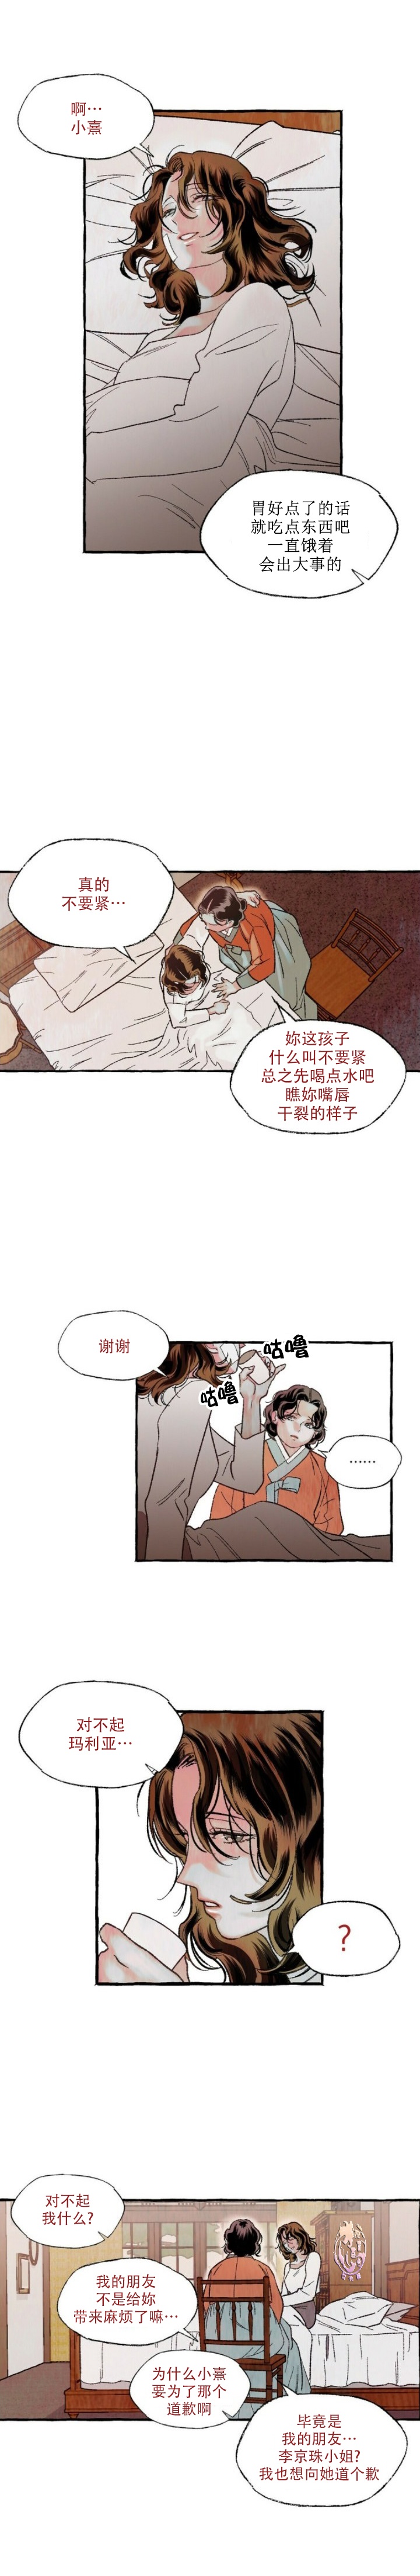 啊…
小熹
胃好点了的话
就吃点东西吧
一直饿着
会出大事的
真的
不要紧…
妳这孩子
什么叫不要紧
总之先喝点水吧
瞧妳嘴唇
干裂的样子
谢谢
咕噜
咕噜
……
对不起
玛利亚…
?
对不起
我什么?
我的朋友
不是给妳
带来麻烦了嘛…
为什么小熹
要为了那个
道歉啊
毕竟是
我的朋友…
李京珠小姐?
我也想向她道个歉